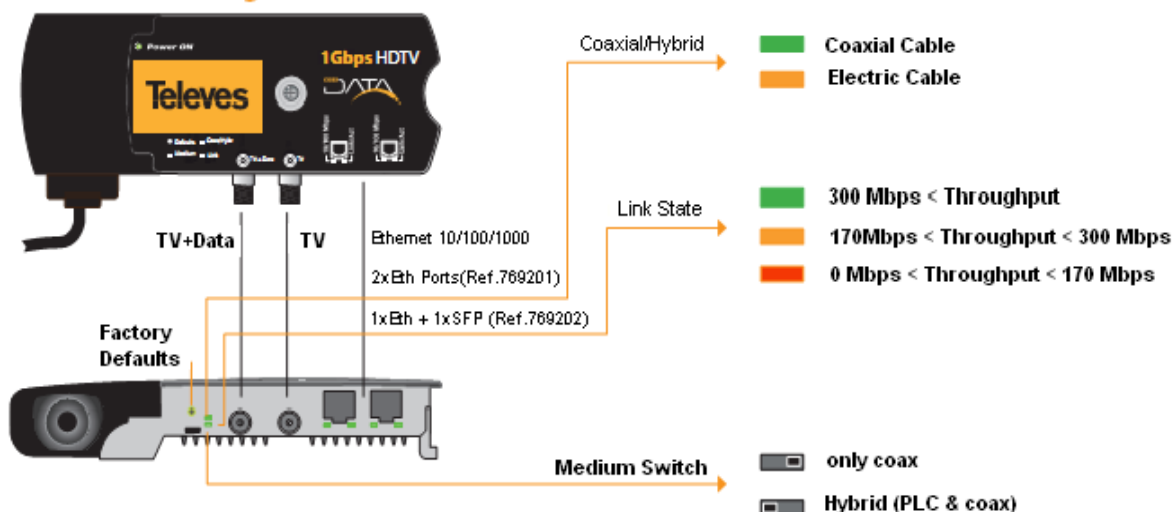 Power ON
1Gbps HDTV
DATA
Televes
Coaxial/Hybrid
Coaxial Cable
Electric Cable
Link State
300 Mbps < Throughput
170Mbps < Throughput < 300 Mbps
0 Mbps < Throughput < 170 Mbps
TV+Data
TV
Ethernet 10/100/1000
2xEth Ports(Ref.769201)
1xEth + 1xSFP (Ref.769202)
Factory
Defaults
Medium Switch
only coax
Hybrid (PLC & coax)